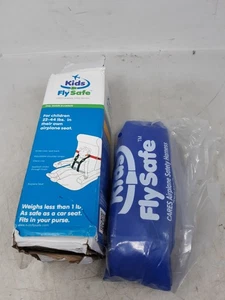 Kids
FlySafe
For children
22-44 lbs. in
their own
airplane seat.
Weighs less than 1 lb.
As safe as a car seat.
Fits in your purse.
Kids
FlySafe™
CARES Airplane Safety Harness